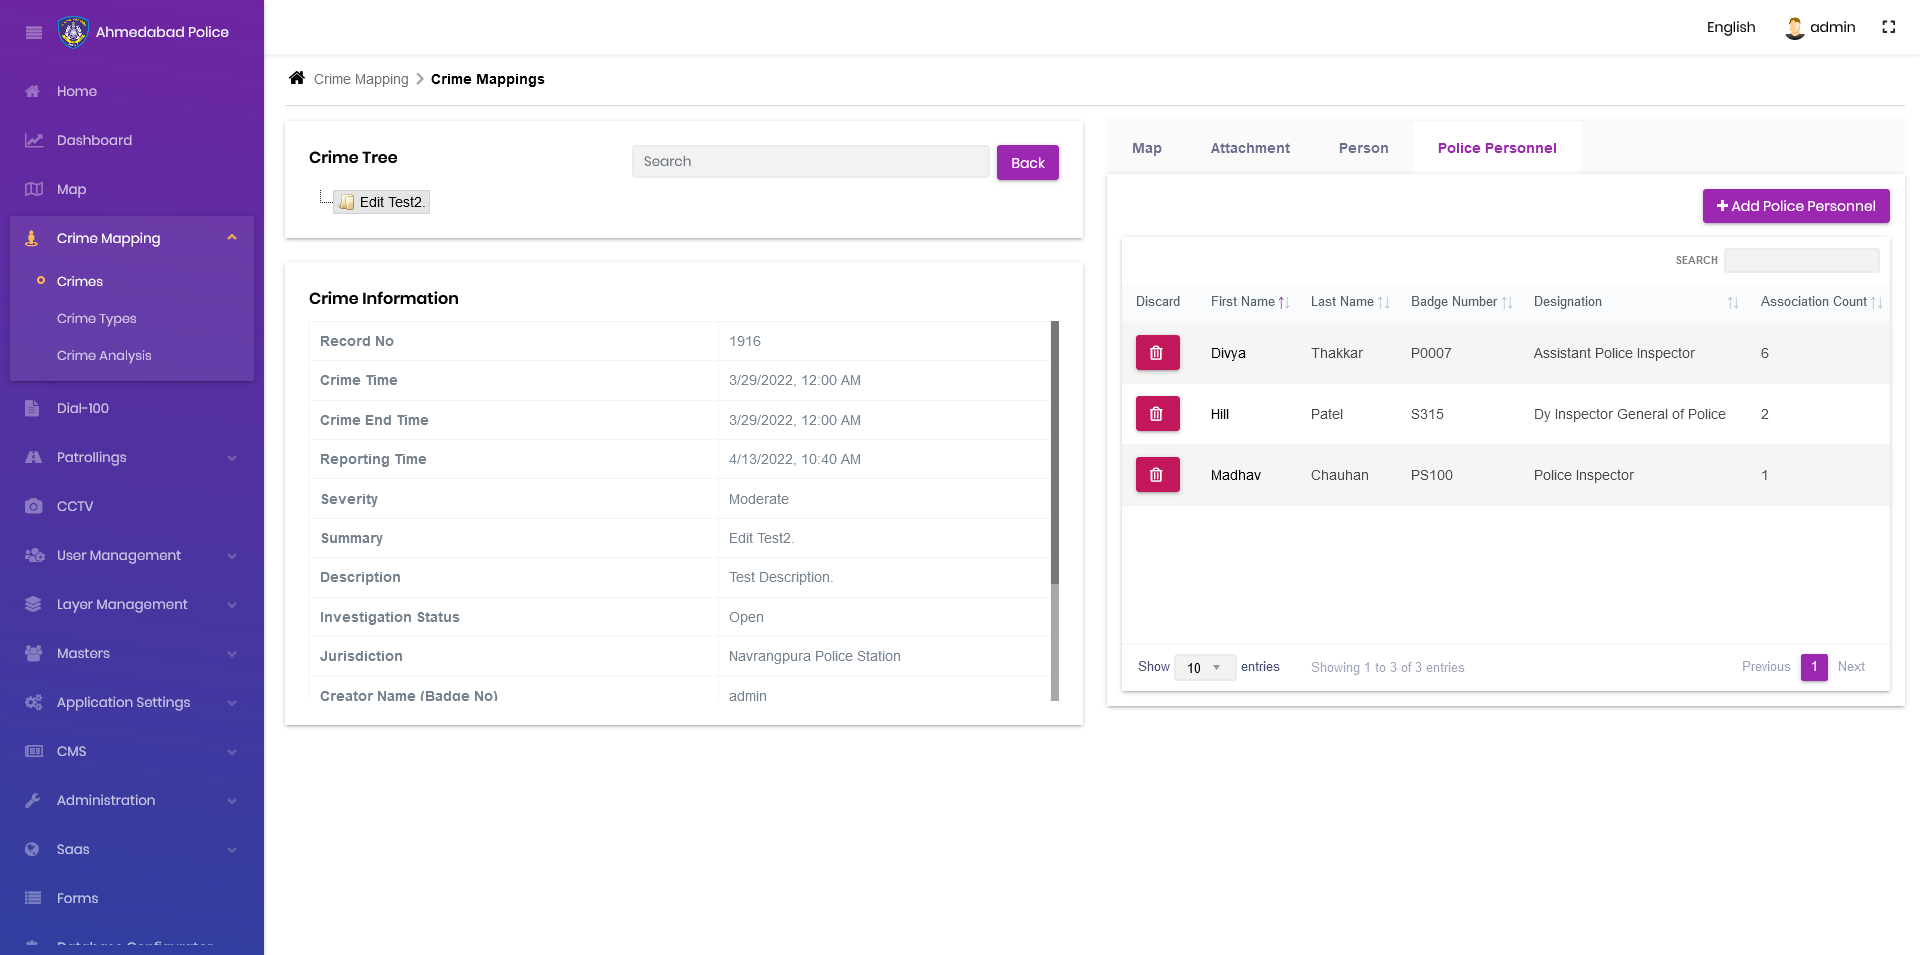 Ahmedabad Police
Home
Dashboard
Map
Crime Mapping
Crimes
Crime Types
Crime Analysis
Dial-100
Patrollings
CCTV
User Management
Layer Management
Masters
Application Settings
CMS
Administration
Saas
Forms
Database Configurator
English admin
Crime Mapping Crime Mappings
Crime Tree
Search
Back
Edit Test2.
Crime Information
Record No 1916
Crime Time 3/29/2022, 12:00 AM
Crime End Time 3/29/2022, 12:00 AM
Reporting Time 4/13/2022, 10:40 AM
Severity Moderate
Summary Edit Test2.
Description Test Description.
Investigation Status Open
Jurisdiction Navrangpura Police Station
Creator Name (Badge No) admin
Map Attachment Person Police Personnel
+ Add Police Personnel
SEARCH
Discard First Name Last Name Badge Number Designation Association Count
Divya Thakkar P0007 Assistant Police Inspector 6
Hill Patel S315 Dy Inspector General of Police 2
Madhav Chauhan PS100 Police Inspector 1
Show 10 entries Showing 1 to 3 of 3 entries Previous 1 Next